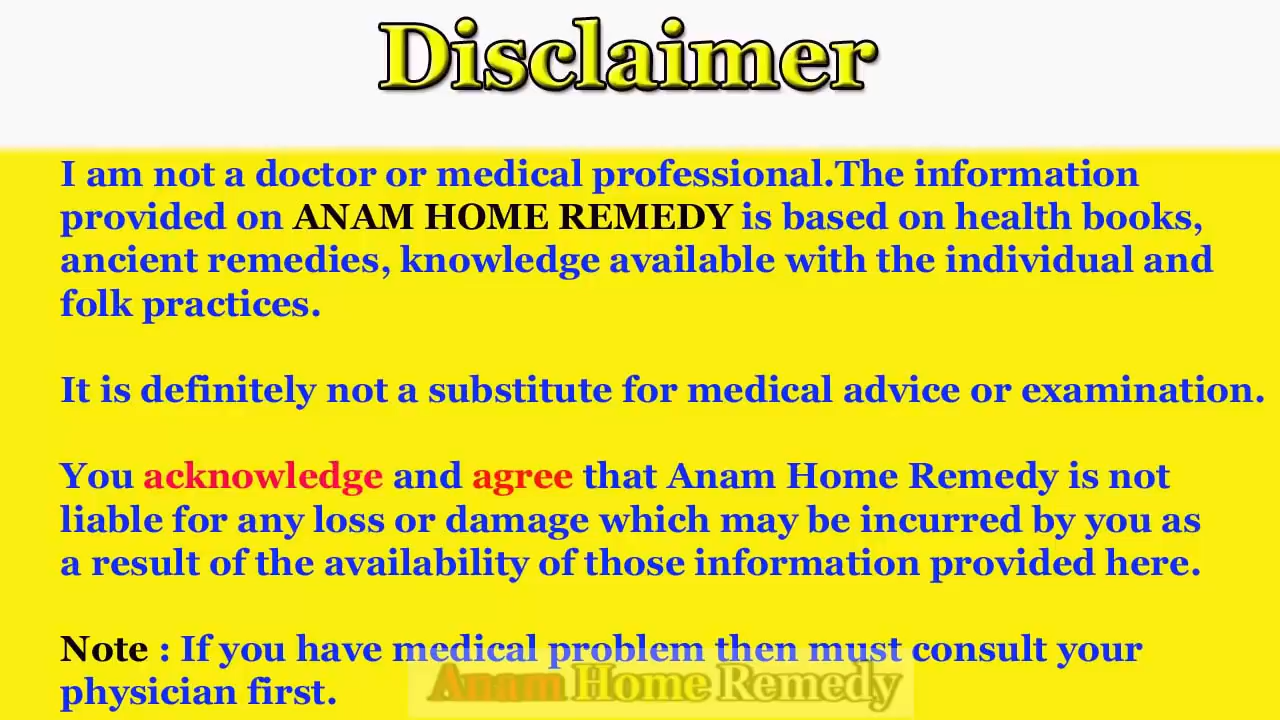 Disclaimer
I am not a doctor or medical professional.The information
provided on ANAM HOME REMEDY is based on health books,
ancient remedies, knowledge available with the individual and
folk practices.
It is definitely not a substitute for medical advice or examination.
You acknowledge and agree that Anam Home Remedy is not
liable for any loss or damage which may be incurred by you as
a result of the availability of those information provided here.
Note : If you have medical problem then must consult your
physician first.
Anam Home Remedy